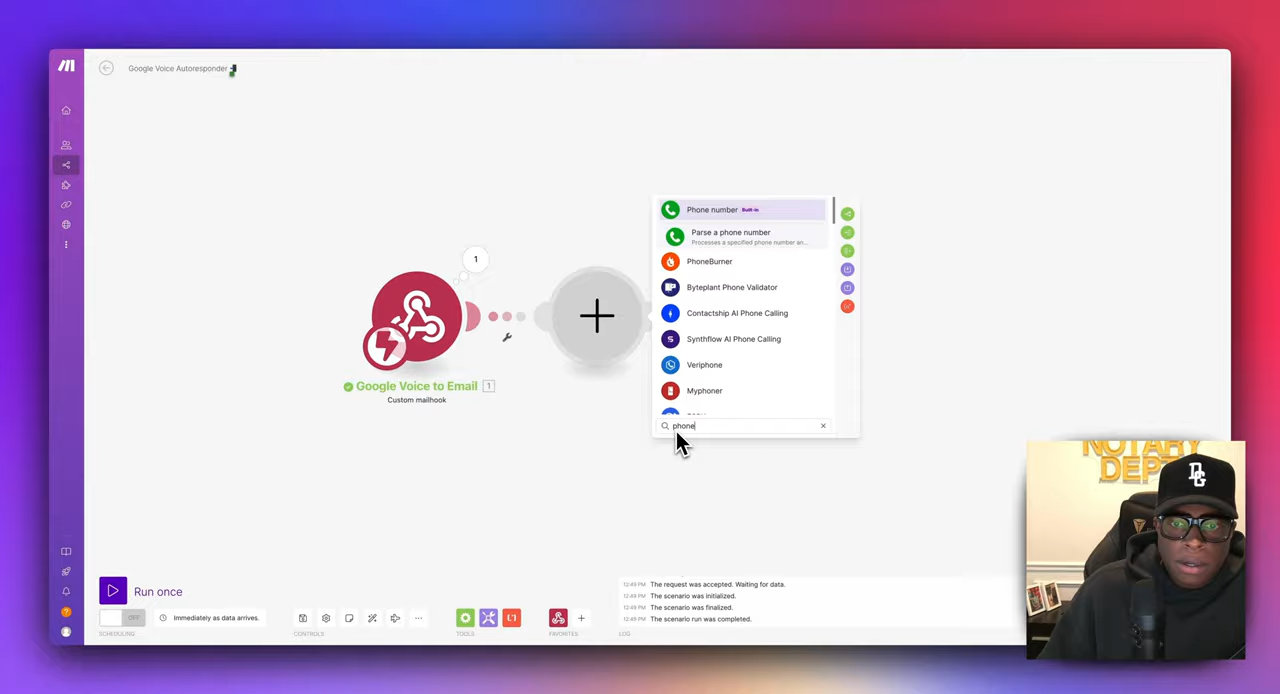 Google Voice Autoresponder
1
Google Voice to Email 1
Custom mailhook
Phone number Built-in
Parse a phone number
Processes a specified phone number an...
PhoneBurner
Byteplant Phone Validator
Contactship AI Phone Calling
Synthflow AI Phone Calling
Veriphone
Myphoner
phone
Run once
OFF
Immediately as data arrives.
SCHEDULING
CONTROLS
TOOLS
FAVORITES
LOG
12:49 PM The request was accepted. Waiting for data.
12:49 PM The scenario was initialized.
12:49 PM The scenario was finalized.
12:49 PM The scenario run was completed.
NOTARY
DEPT